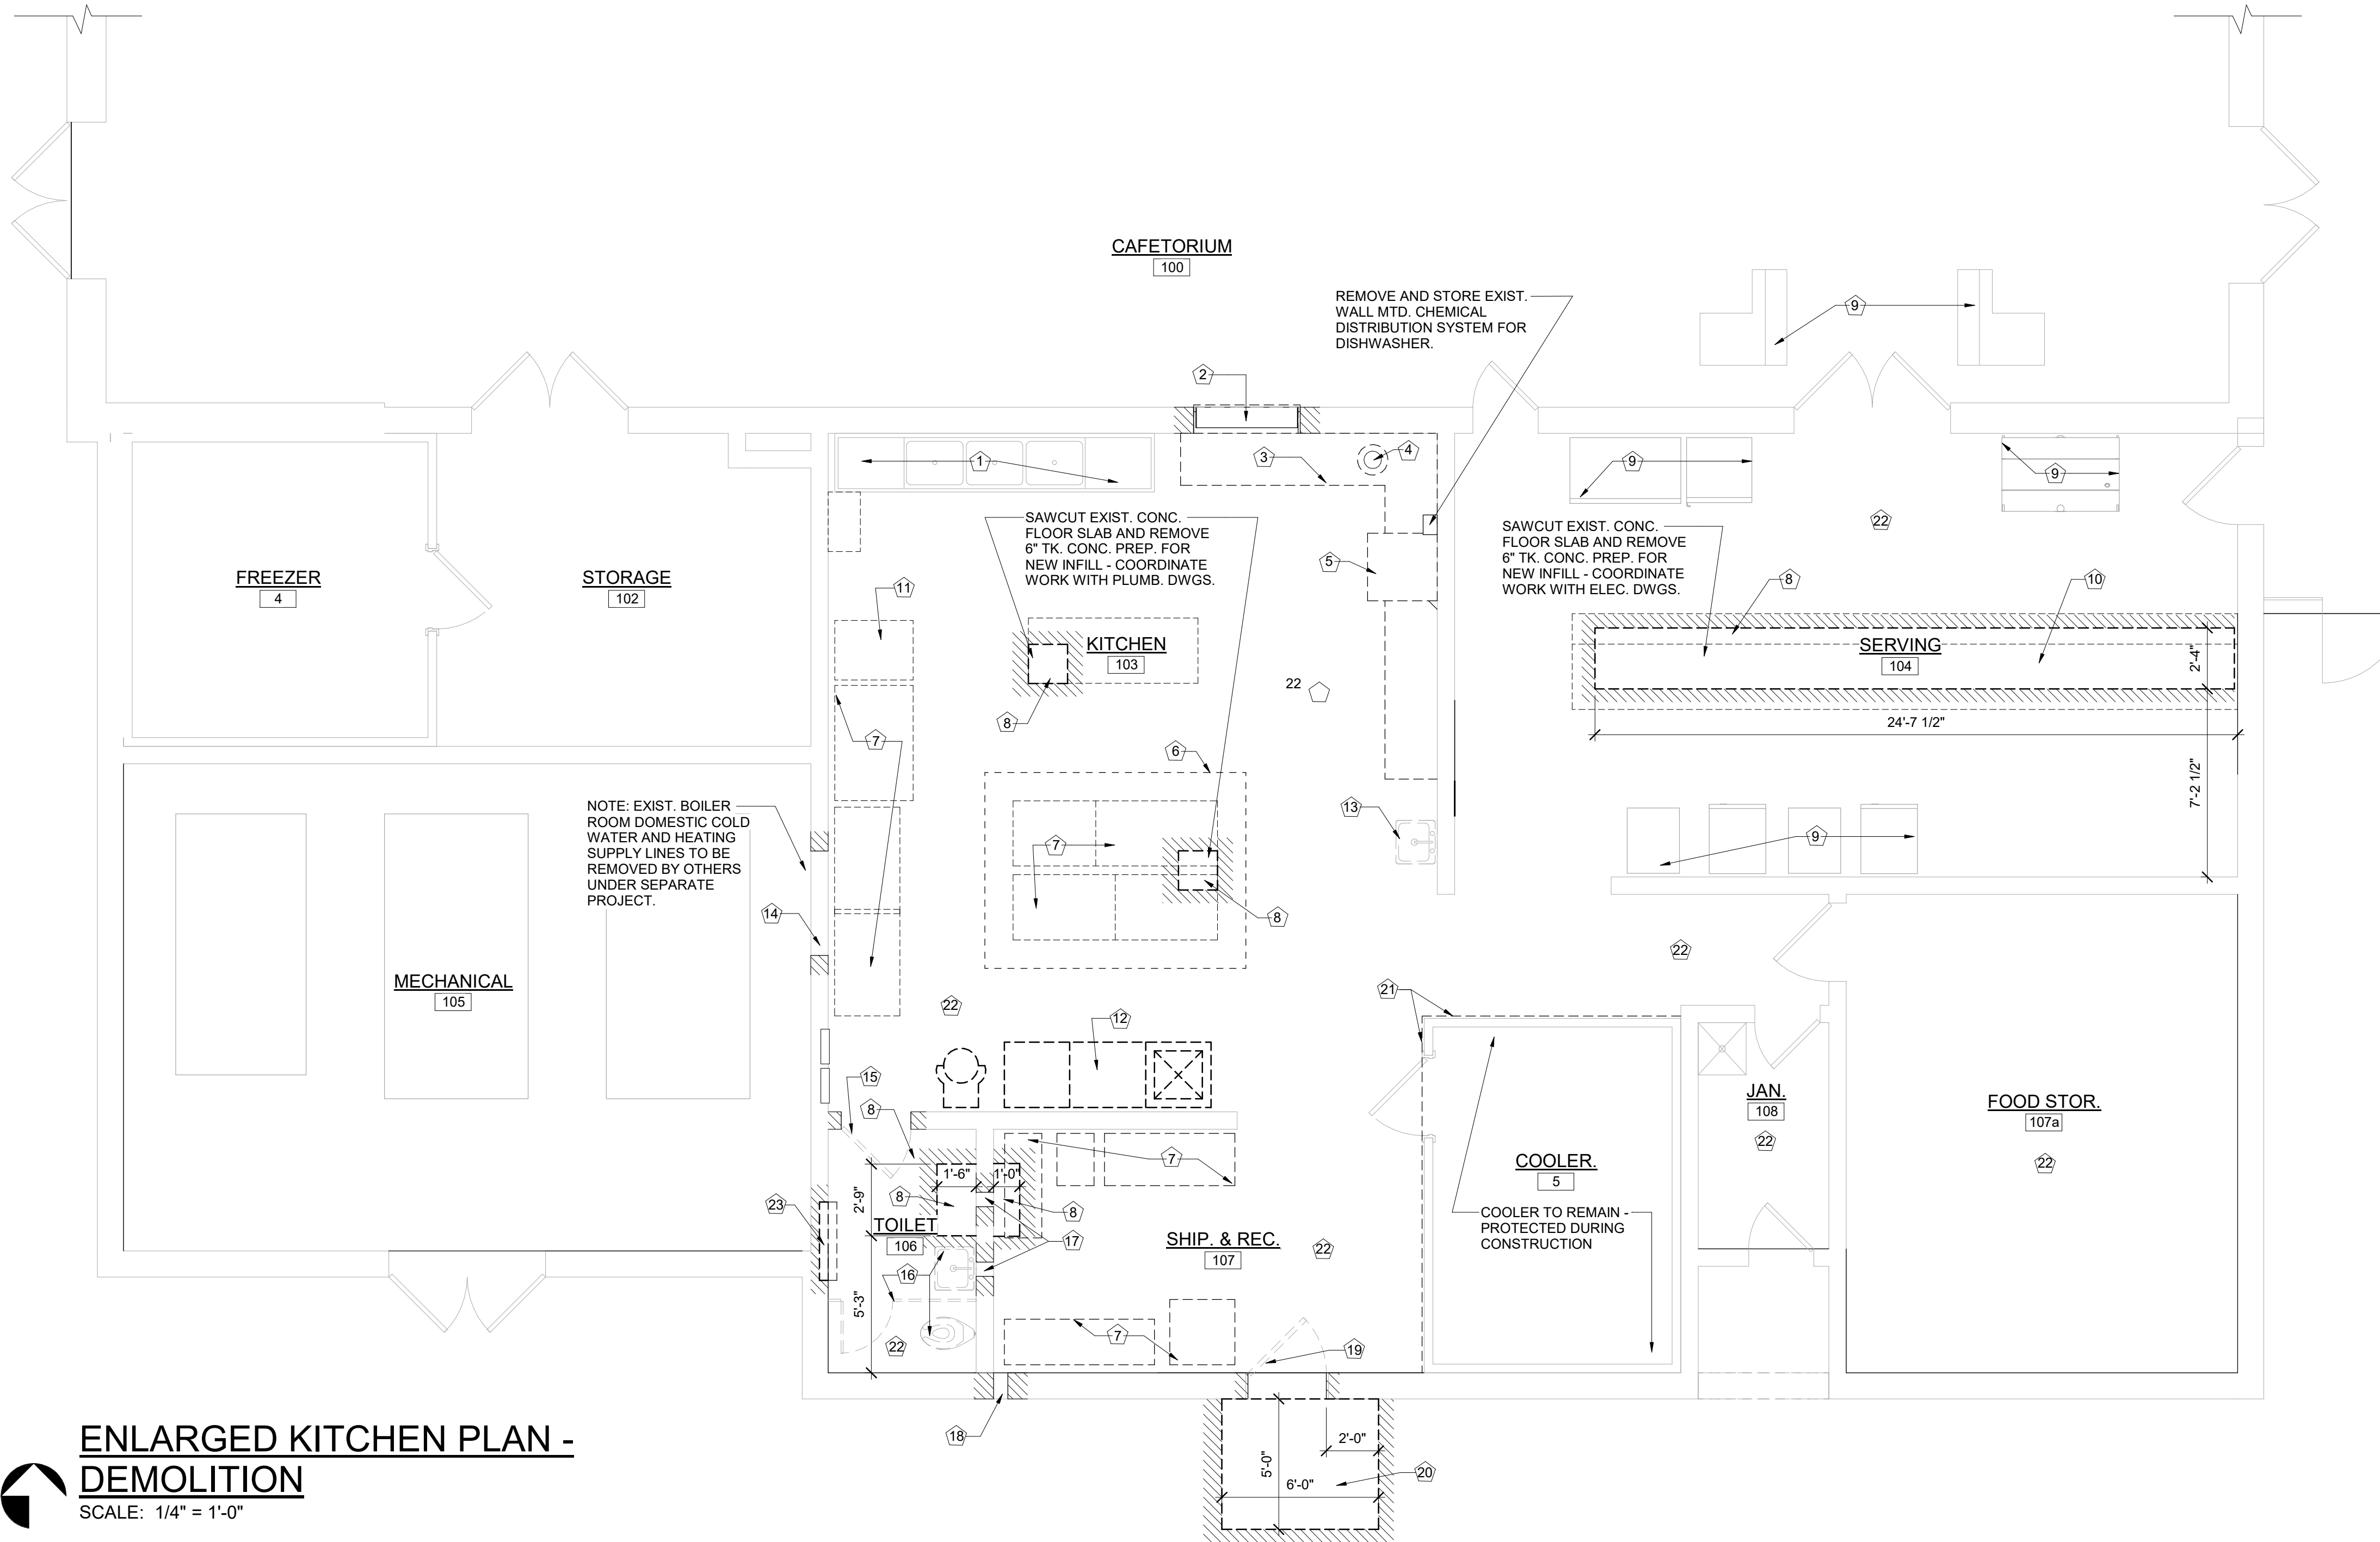 CAFETORIUM
100
REMOVE AND STORE EXIST.
WALL MTD. CHEMICAL
DISTRIBUTION SYSTEM FOR
DISHWASHER.
9
2
1
3
4
9
9
SAWCUT EXIST. CONC.
FLOOR SLAB AND REMOVE
6" TK. CONC. PREP. FOR
NEW INFILL - COORDINATE
WORK WITH PLUMB. DWGS.
SAWCUT EXIST. CONC.
FLOOR SLAB AND REMOVE
6" TK. CONC. PREP. FOR
NEW INFILL - COORDINATE
WORK WITH ELEC. DWGS.
22
5
FREEZER
4
STORAGE
102
11
8
10
KITCHEN
103
SERVING
104
2'-4"
22
8
24'-7 1/2"
7
6
7'-2 1/2"
NOTE: EXIST. BOILER
ROOM DOMESTIC COLD
WATER AND HEATING
SUPPLY LINES TO BE
REMOVED BY OTHERS
UNDER SEPARATE
PROJECT.
13
7
9
14
8
22
MECHANICAL
105
21
22
12
15
8
JAN.
108
22
FOOD STOR.
107a
22
7
COOLER.
5
1'-6"
1'-0"
2'-9"
8
8
23
TOILET
106
17
SHIP. & REC.
107
22
COOLER TO REMAIN -
PROTECTED DURING
CONSTRUCTION
16
5'-3"
22
7
19
18
2'-0"
5'-0"
6'-0"
20
ENLARGED KITCHEN PLAN -
DEMOLITION
SCALE: 1/4" = 1'-0"